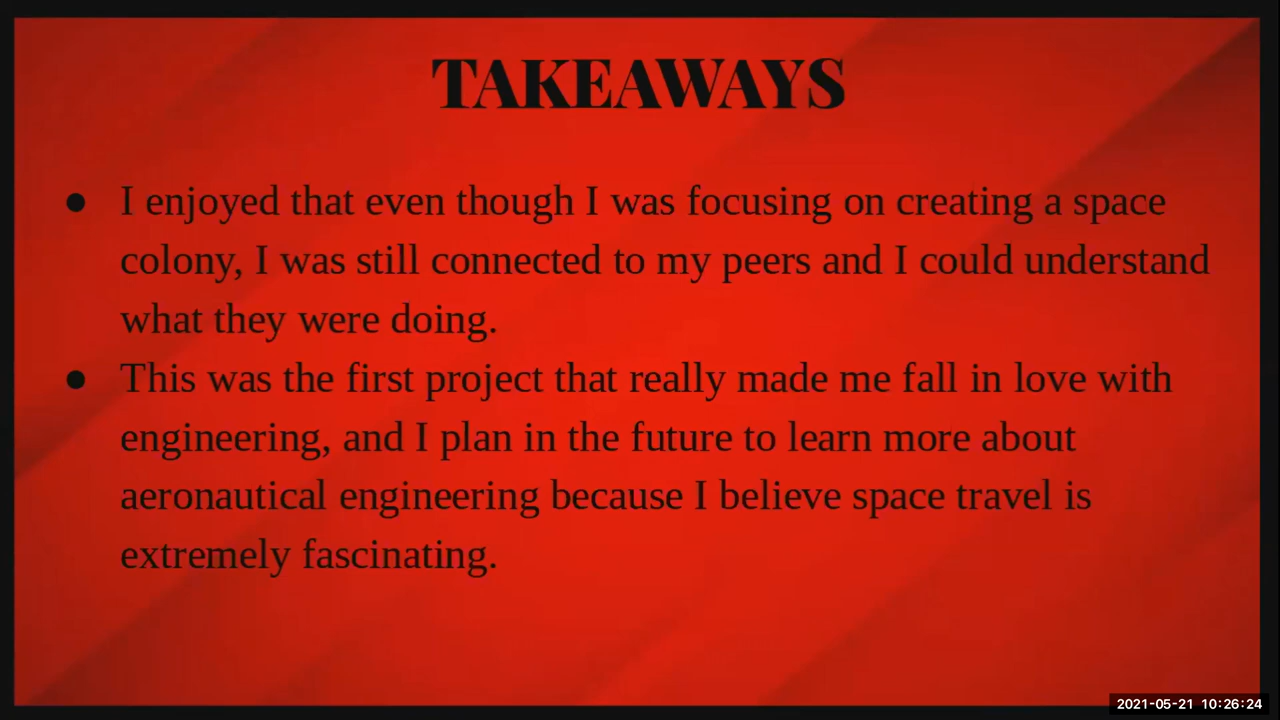 TAKEAWAYS
● I enjoyed that even though I was focusing on creating a space
colony, I was still connected to my peers and I could understand
what they were doing.
● This was the first project that really made me fall in love with
engineering, and I plan in the future to learn more about
aeronautical engineering because I believe space travel is
extremely fascinating.
2021-05-21 10:26:24